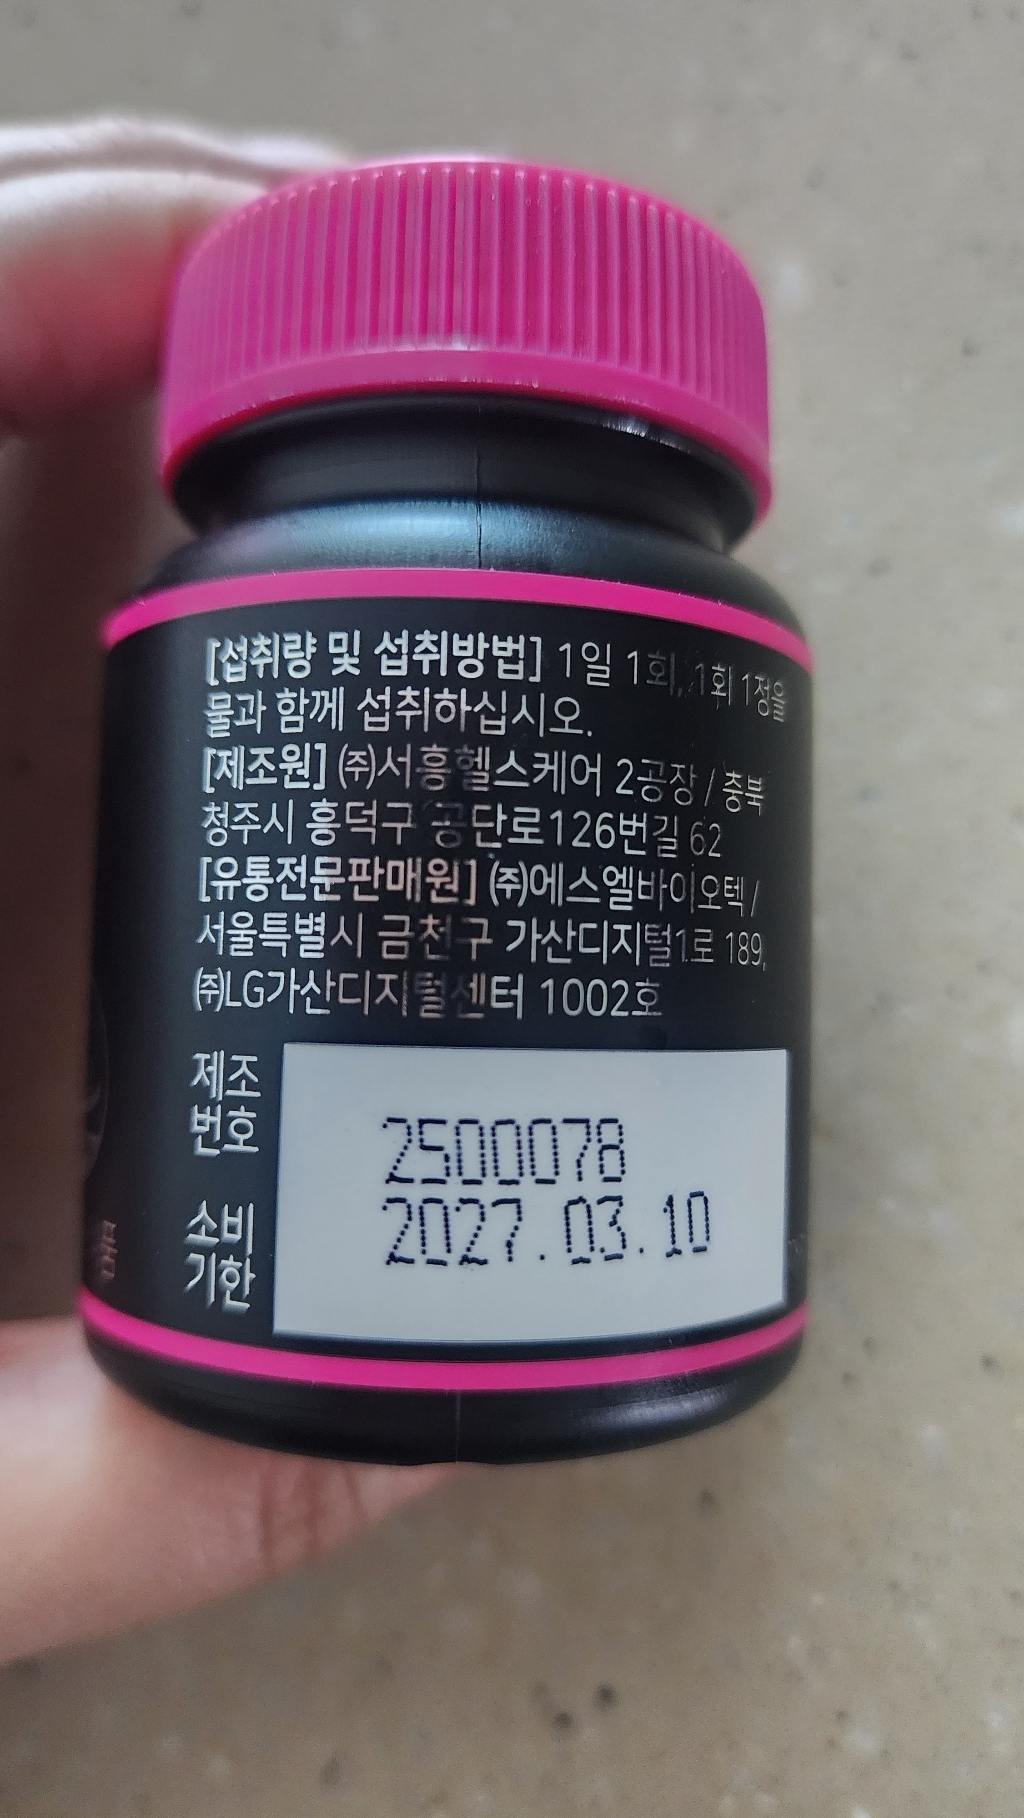 [섭취량 및 섭취방법] 1일 1회, 1회 1정을
물과 함께 섭취하십시오.
[제조원] ㈜서흥헬스케어 2공장 / 충북
청주시 흥덕구 공단로126번길 62
[유통전문판매원] ㈜에스엘바이오텍 /
서울특별시 금천구 가산디지털1로 189,
㈜LG가산디지털센터 1002호
제조
번호
2500078
소비
기한
2027.03.10